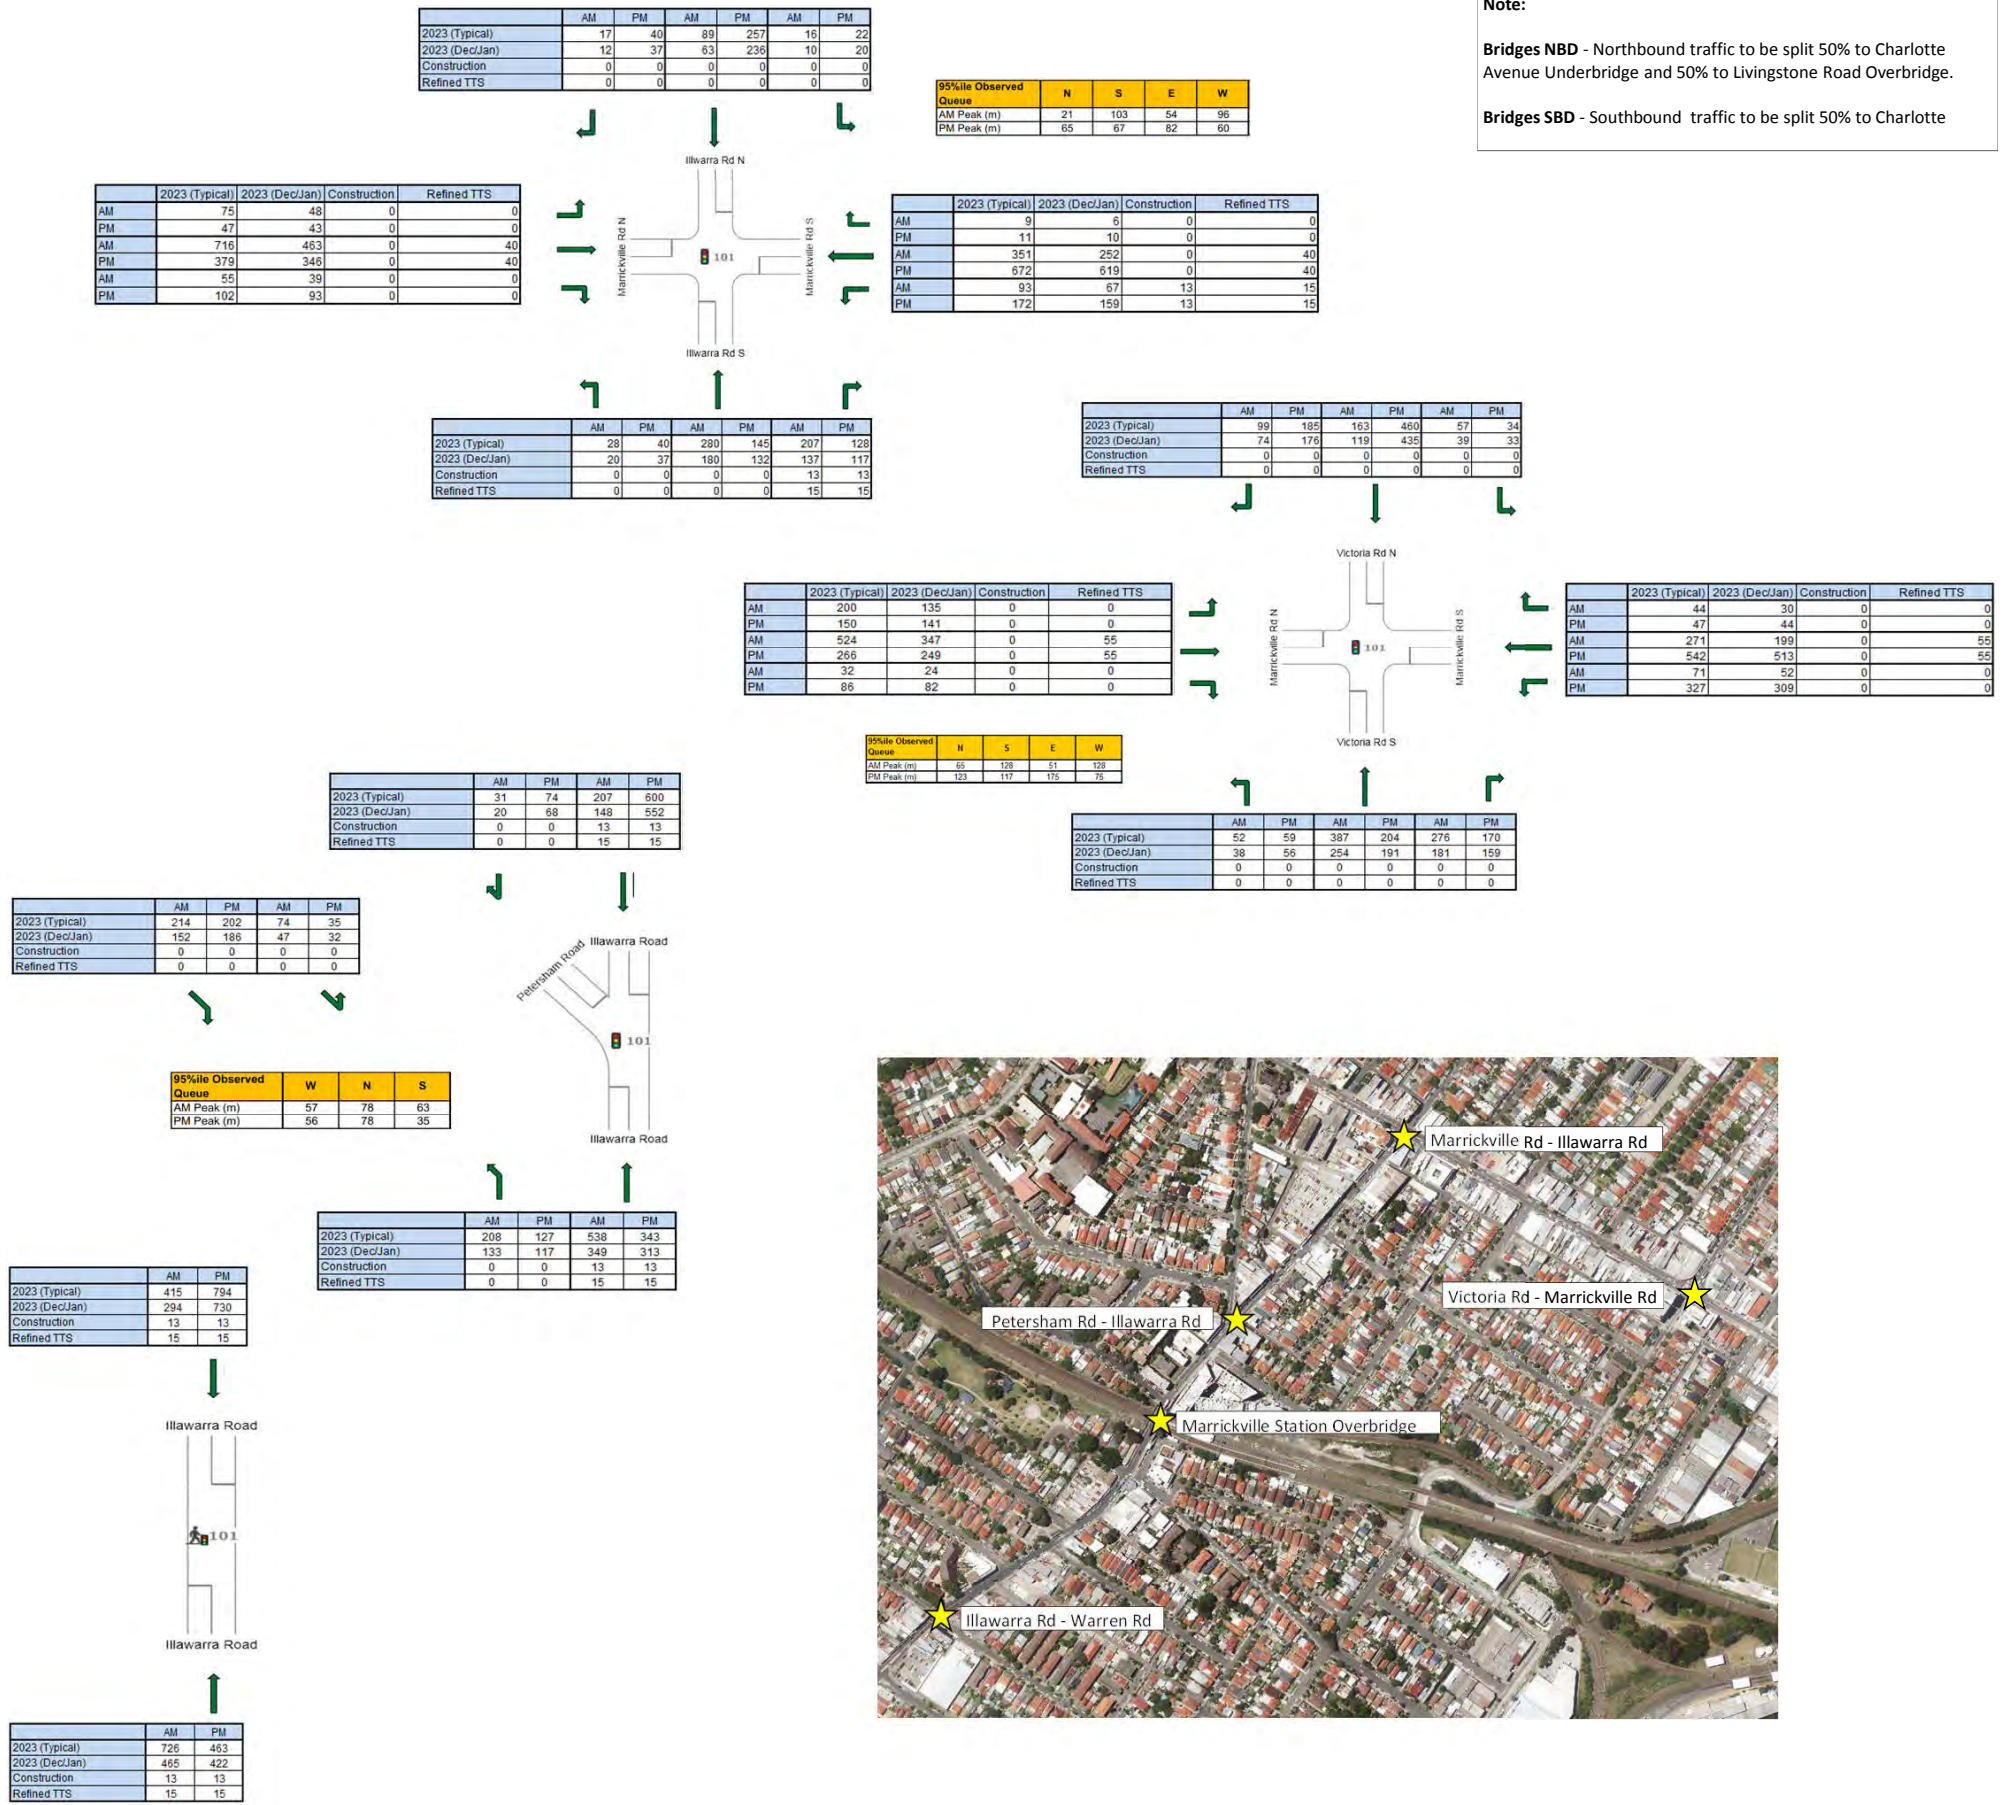 Note:
Bridges NBD - Northbound traffic to be split 50% to Charlotte
Avenue Underbridge and 50% to Livingstone Road Overbridge.
Bridges SBD - Southbound traffic to be split 50% to Charlotte
AM PM AM PM AM PM
2023 (Typical) 17 40 89 257 16 22
2023 (Dec/Jan) 12 37 63 236 10 20
Construction 0 0 0 0 0 0
Refined TTS 0 0 0 0 0 0
95%ile Observed
Queue N S E W
AM Peak (m) 21 103 54 96
PM Peak (m) 65 67 82 60
Illwarra Rd N
2023 (Typical) 2023 (Dec/Jan) Construction Refined TTS
AM 75 48 0 0
PM 47 43 0 0
AM 716 463 0 40
PM 379 346 0 40
AM 55 39 0 0
PM 102 93 0 0
Marrickville Rd N
101
Marrickville Rd S
2023 (Typical) 2023 (Dec/Jan) Construction Refined TTS
AM 9 6 0 0
PM 11 10 0 0
AM 351 252 0 40
PM 672 619 0 40
AM 93 67 13 15
PM 172 159 13 15
Illwarra Rd S
AM PM AM PM AM PM
2023 (Typical) 28 40 280 145 207 128
2023 (Dec/Jan) 20 37 180 132 137 117
Construction 0 0 0 0 13 13
Refined TTS 0 0 0 0 15 15
AM PM AM PM AM PM
2023 (Typical) 99 185 163 460 57 34
2023 (Dec/Jan) 74 176 119 435 39 33
Construction 0 0 0 0 0 0
Refined TTS 0 0 0 0 0 0
Victoria Rd N
2023 (Typical) 2023 (Dec/Jan) Construction Refined TTS
AM 200 135 0 0
PM 150 141 0 0
AM 524 347 0 55
PM 266 249 0 55
AM 32 24 0 0
PM 86 82 0 0
Marrickville Rd N
101
Marrickville Rd S
2023 (Typical) 2023 (Dec/Jan) Construction Refined TTS
AM 44 30 0 0
PM 47 44 0 0
AM 271 199 0 55
PM 542 513 0 55
AM 71 52 0 0
PM 327 309 0 0
Victoria Rd S
95%ile Observed
Queue N S E W
AM Peak (m) 65 128 51 128
PM Peak (m) 123 117 175 75
AM PM AM PM AM PM
2023 (Typical) 52 59 387 204 276 170
2023 (Dec/Jan) 38 56 254 191 181 159
Construction 0 0 0 0 0 0
Refined TTS 0 0 0 0 0 0
AM PM AM PM
2023 (Typical) 31 74 207 600
2023 (Dec/Jan) 20 68 148 552
Construction 0 0 13 13
Refined TTS 0 0 15 15
AM PM AM PM
2023 (Typical) 214 202 74 35
2023 (Dec/Jan) 152 186 47 32
Construction 0 0 0 0
Refined TTS 0 0 0 0
Petersham Road
Illawarra Road
101
Illawarra Road
95%ile Observed
Queue W N S
AM Peak (m) 57 78 63
PM Peak (m) 56 78 35
AM PM AM PM
2023 (Typical) 208 127 538 343
2023 (Dec/Jan) 133 117 349 313
Construction 0 0 13 13
Refined TTS 0 0 15 15
AM PM
2023 (Typical) 415 794
2023 (Dec/Jan) 294 730
Construction 13 13
Refined TTS 15 15
Illawarra Road
101
Illawarra Road
AM PM
2023 (Typical) 726 463
2023 (Dec/Jan) 465 422
Construction 13 13
Refined TTS 15 15
Marrickville Rd - Illawarra Rd
Victoria Rd - Marrickville Rd
Petersham Rd - Illawarra Rd
Marrickville Station Overbridge
Illawarra Rd - Warren Rd